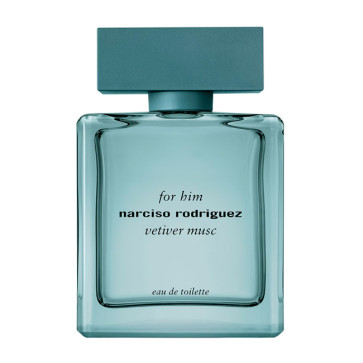 for him
narciso rodriguez
vetiver musc
eau de toilette